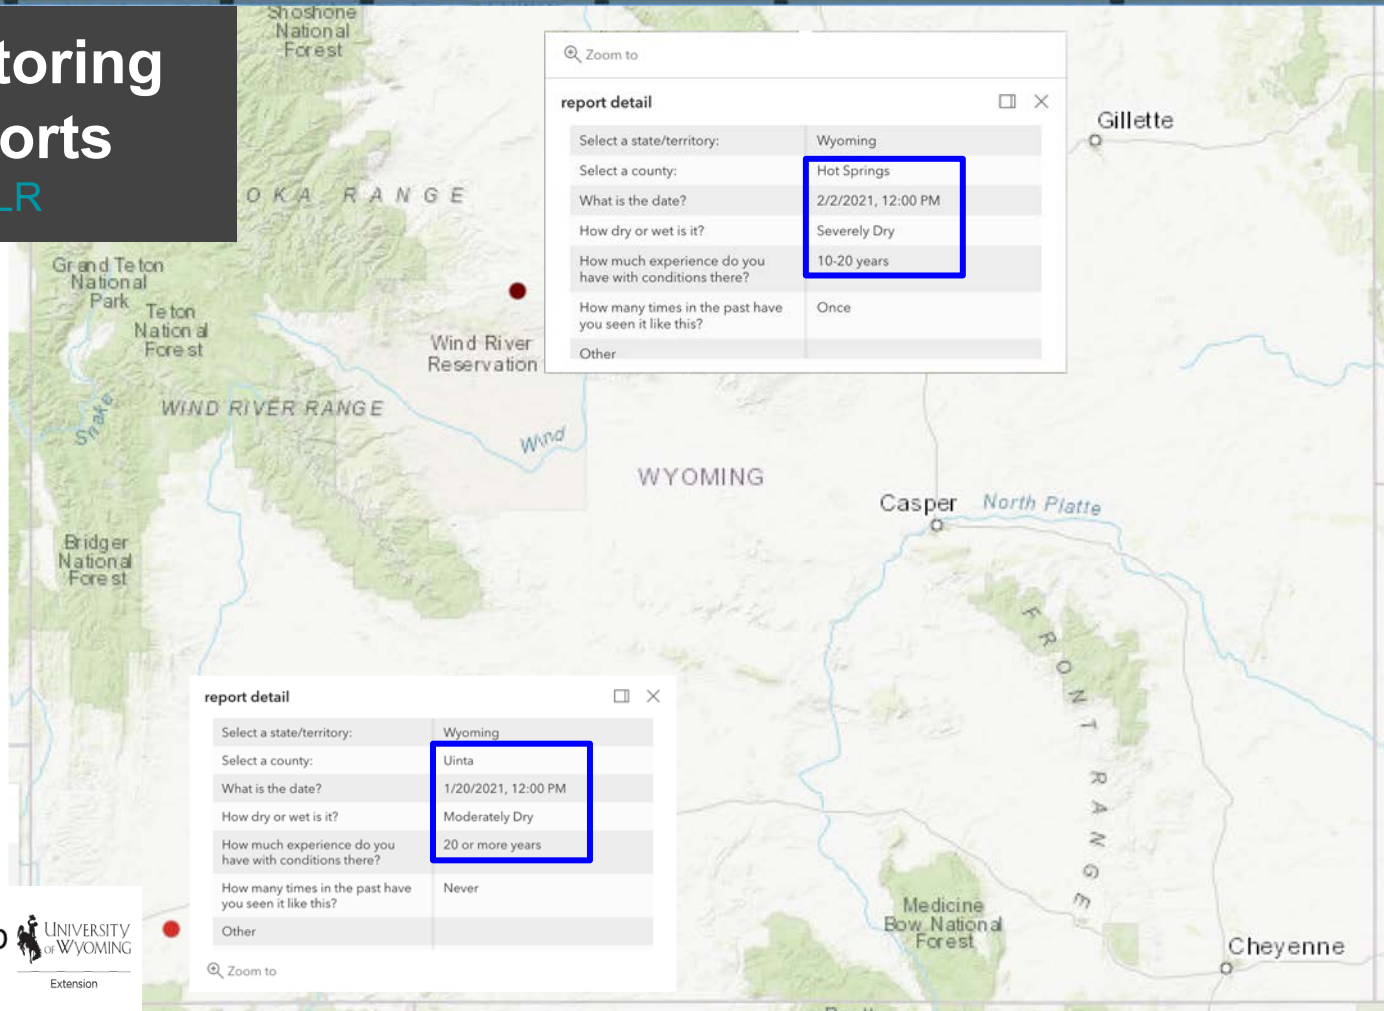 toring
orts
LR
Shoshone
National
Forest
Zoom to
report detail
Select a state/territory: Wyoming
Select a county: Hot Springs
What is the date? 2/2/2021, 12:00 PM
How dry or wet is it? Severely Dry
How much experience do you 10-20 years
have with conditions there?
How many times in the past have Once
you seen it like this?
Other
Gillette
OKA RANGE
Grand Teton
National
Park
Teton
National
Forest
Wind River
Reservation
WIND RIVER RANGE
Snake
Wind
WYOMING
Casper
North Platte
Bridger
National
Forest
FRONT RANGE
report detail
Select a state/territory: Wyoming
Select a county: Uinta
What is the date? 1/20/2021, 12:00 PM
How dry or wet is it? Moderately Dry
How much experience do you 20 or more years
have with conditions there?
How many times in the past have Never
you seen it like this?
Other
Zoom to
Medicine
Bow National
Forest
Cheyenne
UNIVERSITY
OF WYOMING
Extension